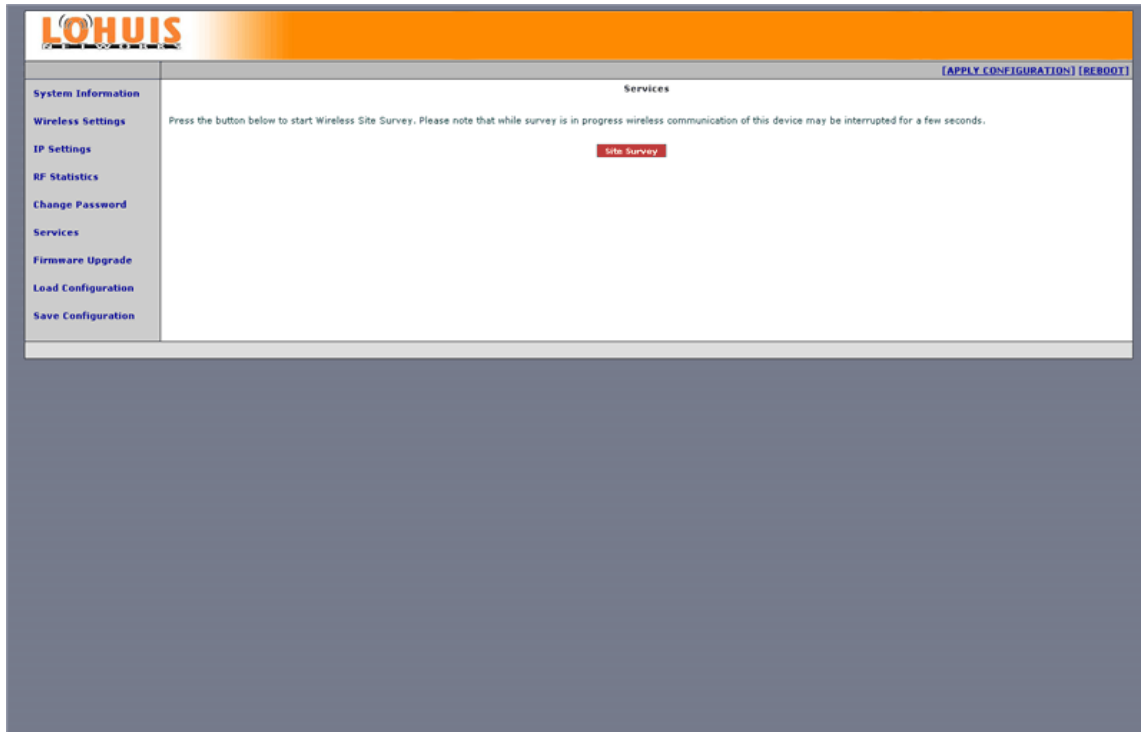 LOHUIS
NETWORKS
[APPLY CONFIGURATION] [REBOOT]
System Information
Wireless Settings
IP Settings
RF Statistics
Change Password
Services
Firmware Upgrade
Load Configuration
Save Configuration
Services
Press the button below to start Wireless Site Survey. Please note that while survey is in progress wireless communication of this device may be interrupted for a few seconds.
Site Survey